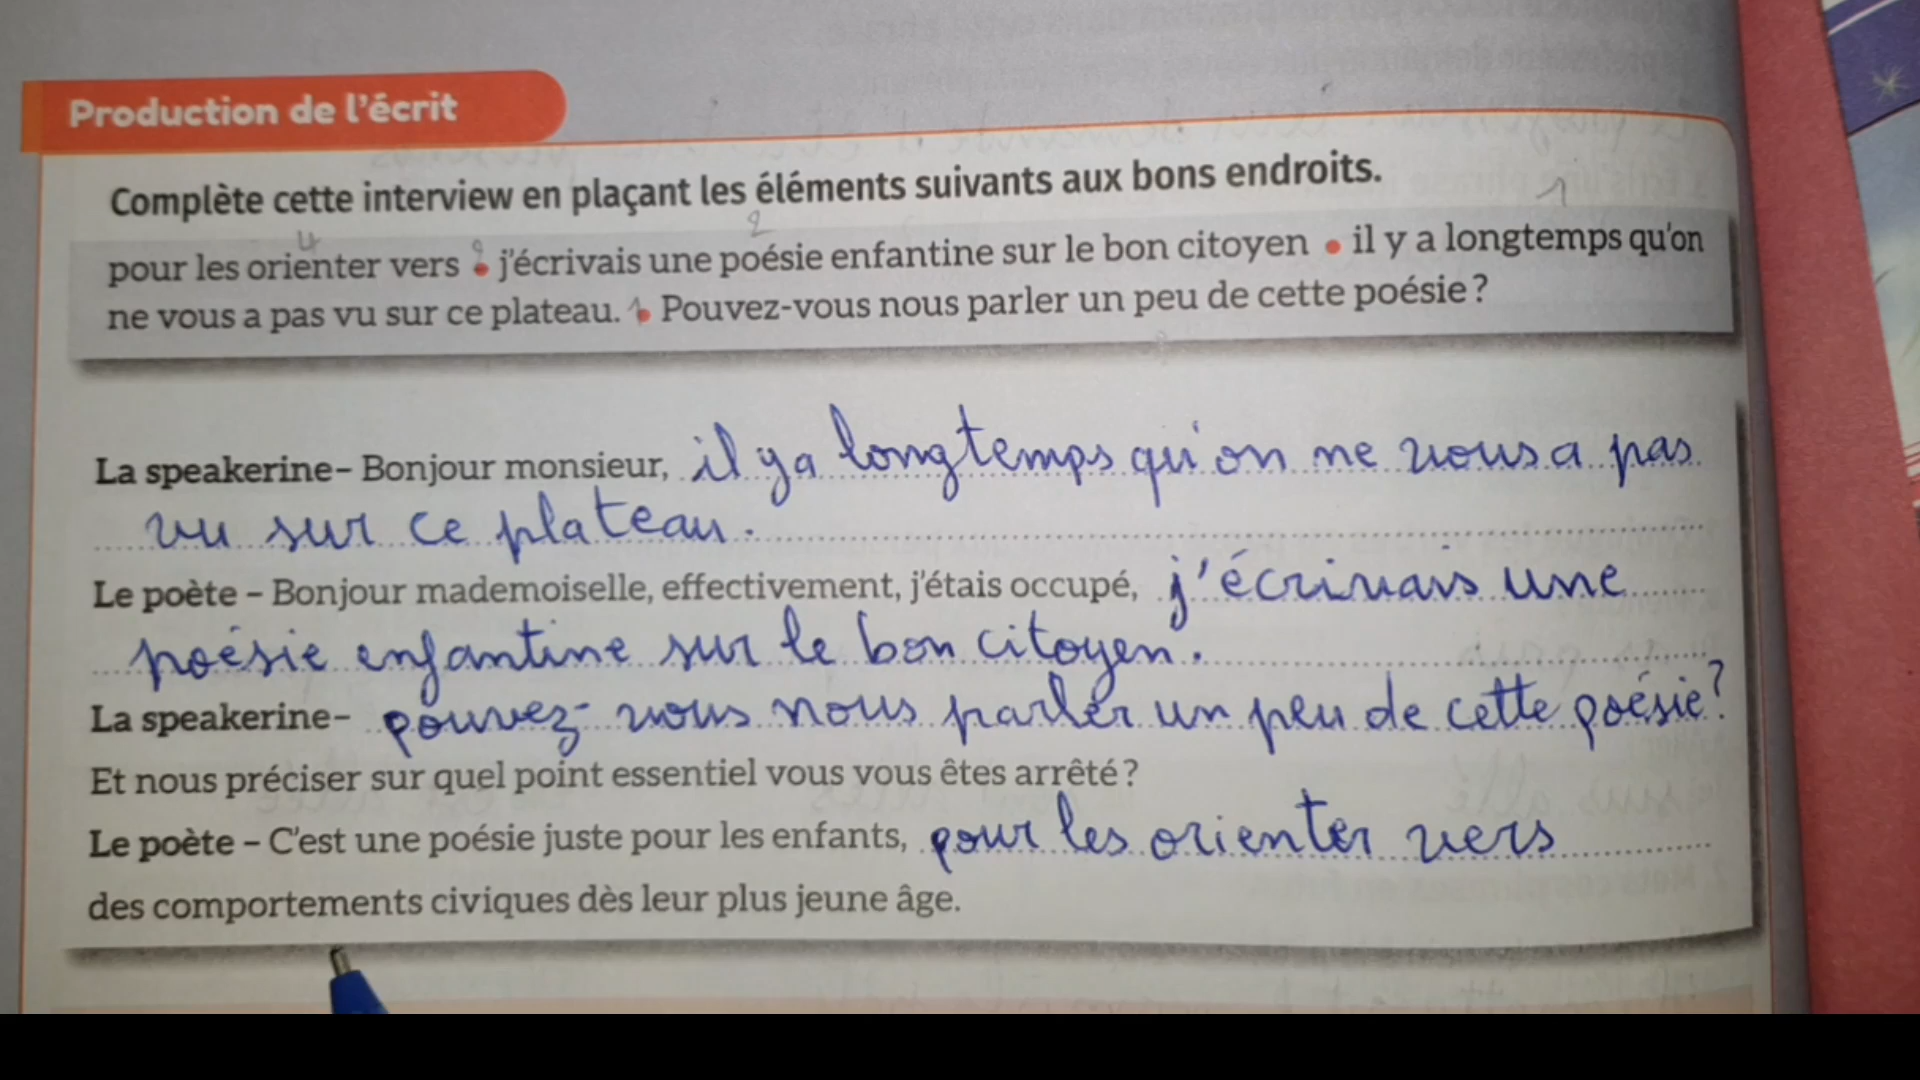 Production de l'écrit
Complète cette interview en plaçant les éléments suivants aux bons endroits.
4 2 1
pour les orienter vers • j'écrivais une poésie enfantine sur le bon citoyen • il y a longtemps qu'on
ne vous a pas vu sur ce plateau. • Pouvez-vous nous parler un peu de cette poésie ?
La speakerine– Bonjour monsieur, il y a longtemps qu'on ne vous a pas
vu sur ce plateau.
Le poète – Bonjour mademoiselle, effectivement, j'étais occupé, j'écrivais une
poésie enfantine sur le bon citoyen.
La speakerine– pouvez-vous nous parler un peu de cette poésie ?
Et nous préciser sur quel point essentiel vous vous êtes arrêté ?
Le poète – C'est une poésie juste pour les enfants, pour les orienter vers
des comportements civiques dès leur plus jeune âge.